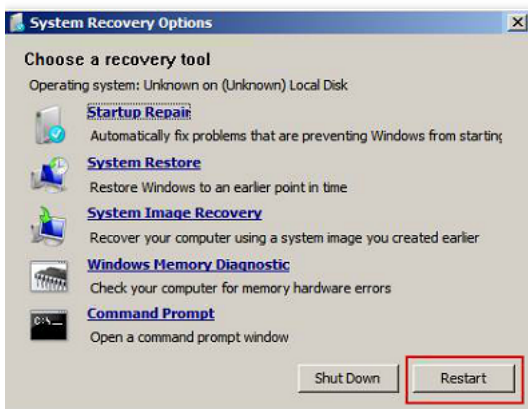 System Recovery Options
Choose a recovery tool
Operating system: Unknown on (Unknown) Local Disk
Startup Repair
Automatically fix problems that are preventing Windows from starting
System Restore
Restore Windows to an earlier point in time
System Image Recovery
Recover your computer using a system image you created earlier
Windows Memory Diagnostic
Check your computer for memory hardware errors
C:\_
Command Prompt
Open a command prompt window
Shut Down
Restart